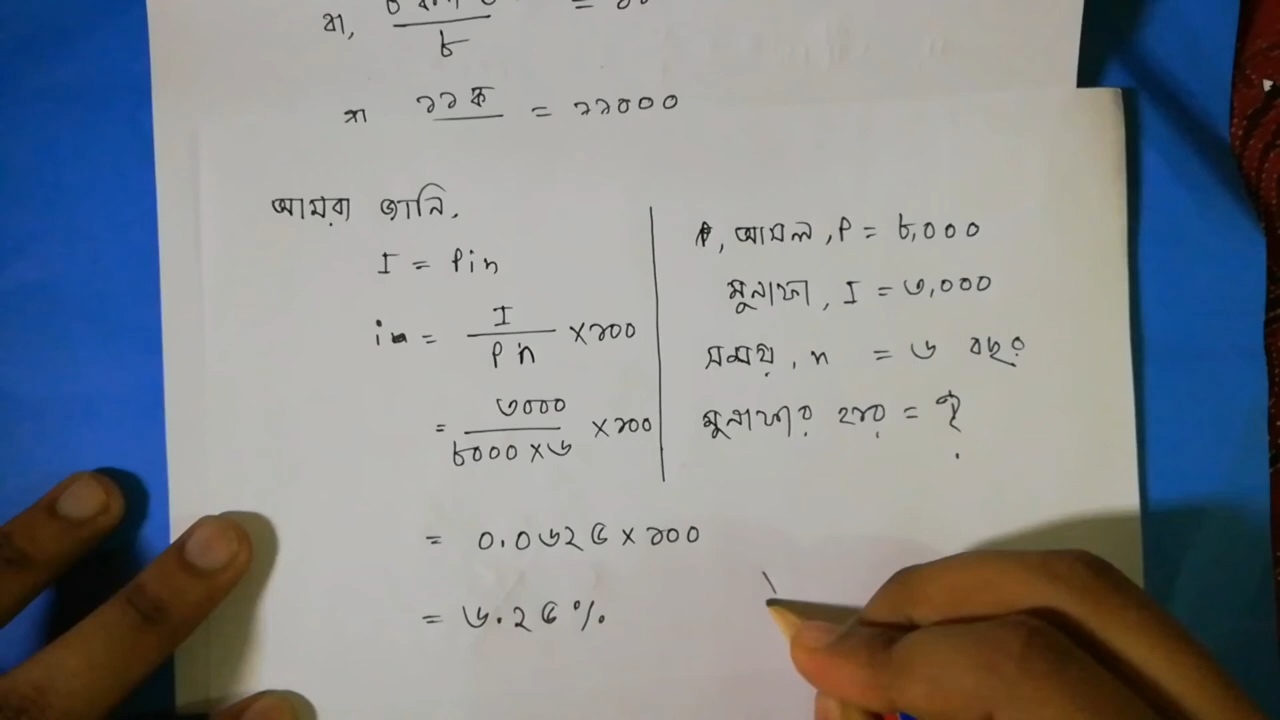 বা,
৮
বা ১১ক = ১১০০০
আমরা জানি,
I = Pin
i = I / Pn × ১০০
= ৩০০০ / ৮০০০ × ৬ × ১০০
= ০.০৬২৫ × ১০০
= ৬.২৫%
P, আসল, P = ৮,০০০
মুনাফা, I = ৩,০০০
সময়, n = ৬ বছর
মুনাফার হার = ?